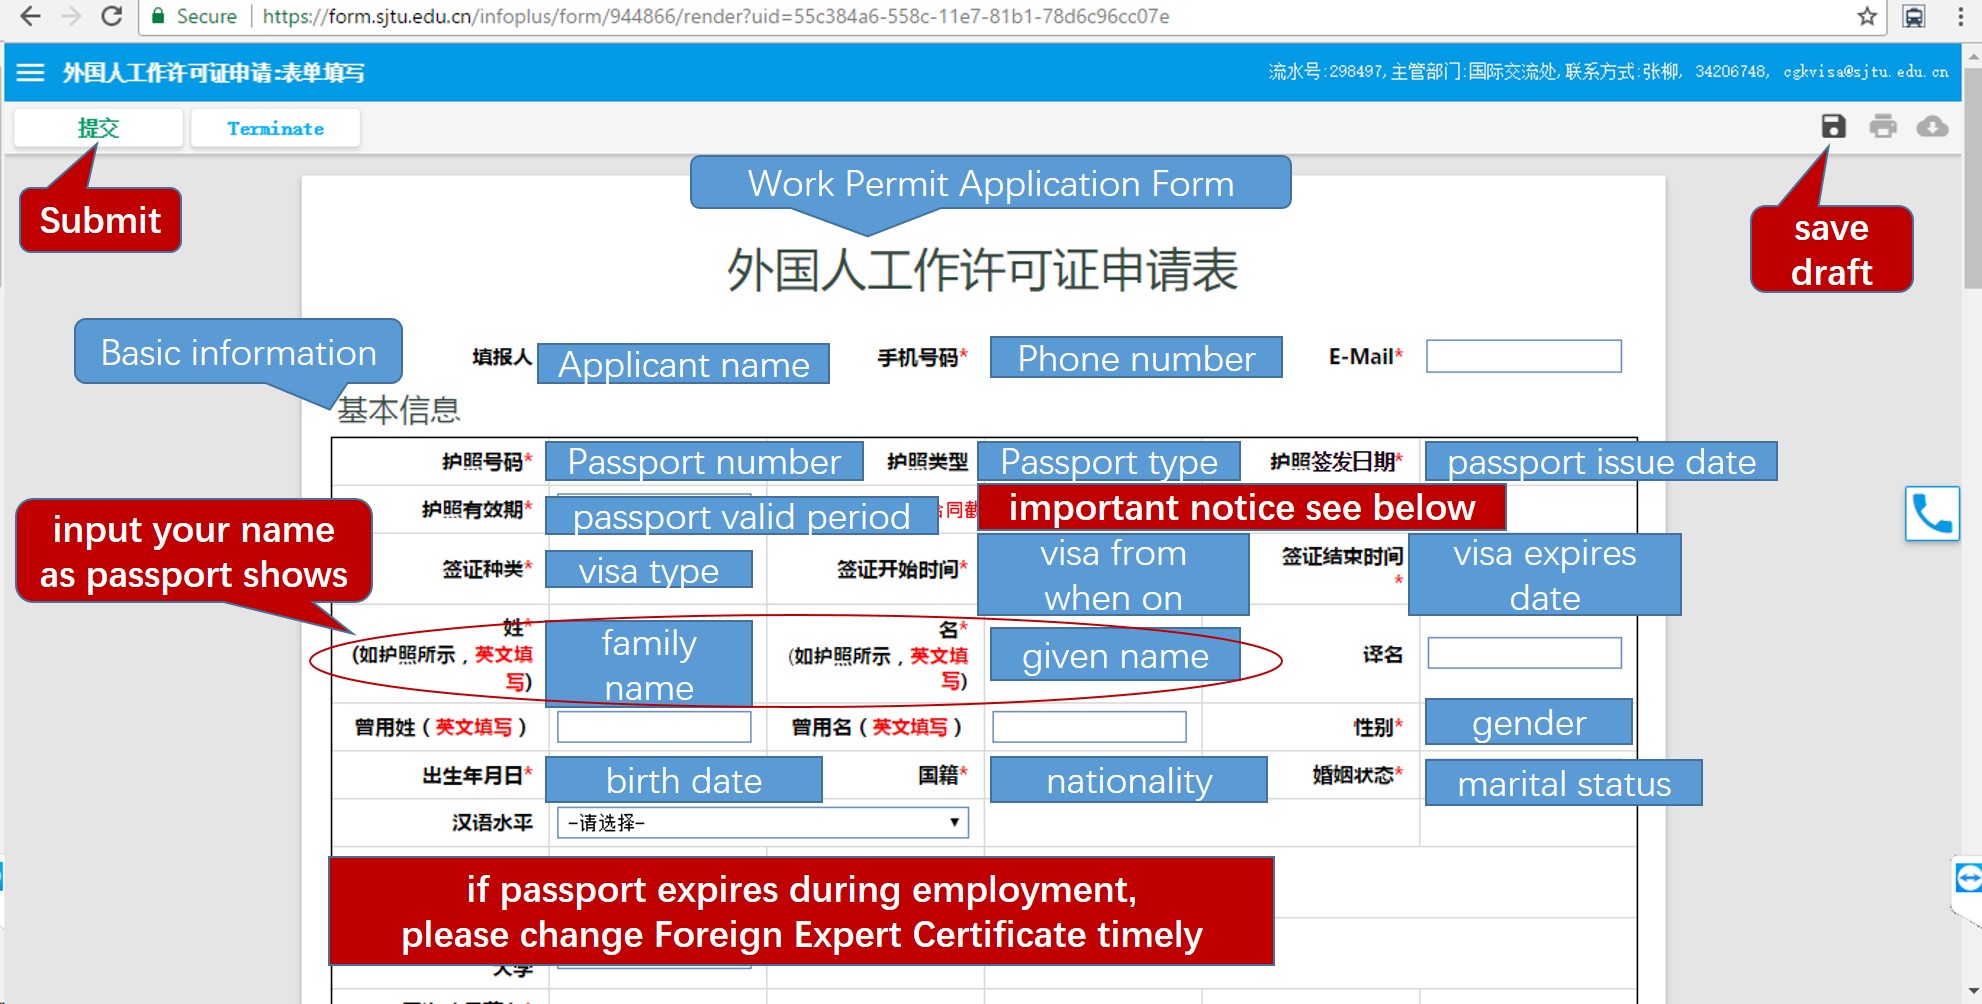 Secure
https://form.sjtu.edu.cn/infoplus/form/944866/render?uid=55c384a6-558c-11e7-81b1-78d6c96cc07e
外国人工作许可证申请:表单填写
流水号:298497,主管部门:国际交流处,联系方式:张柳, 34206748, cgkvisa@sjtu.edu.cn
提交
Terminate
Submit
save
draft
Work Permit Application Form
外国人工作许可证申请表
Basic information
填报人 Applicant name 手机号码* Phone number E-Mail*
基本信息
护照号码* Passport number 护照类型 Passport type 护照签发日期* passport issue date
护照有效期* passport valid period 同 important notice see below
input your name
as passport shows
签证种类* visa type 签证开始时间* visa from
when on
签证结束时间
*
visa expires
date
姓*
(如护照所示，英文填
写)
family
name
名*
(如护照所示，英文填
写)
given name
译名
曾用姓（英文填写） 曾用名（英文填写） 性别* gender
出生年月日* birth date 国籍* nationality 婚姻状态* marital status
汉语水平 -请选择-
if passport expires during employment,
please change Foreign Expert Certificate timely
大学